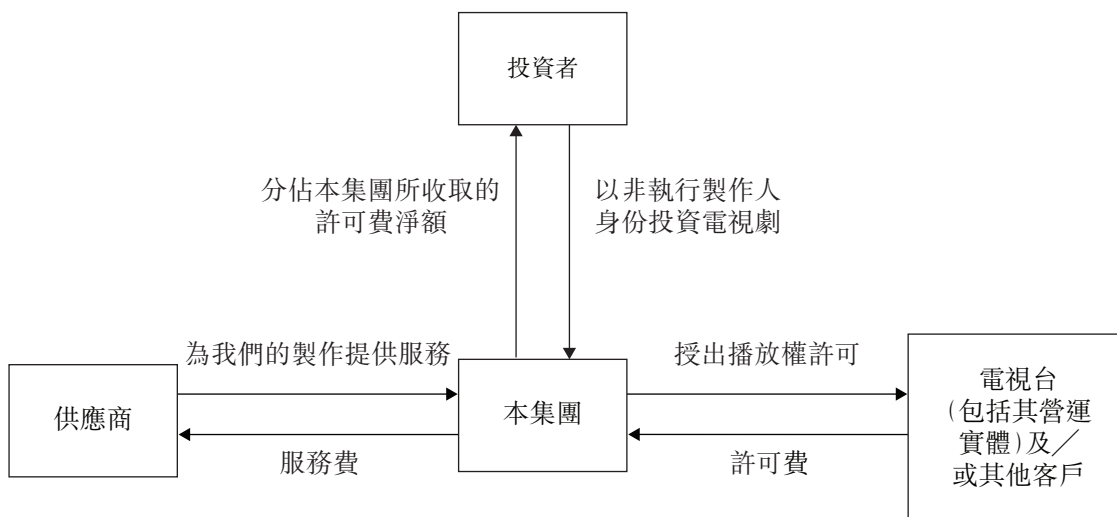 投資者
分佔本集團所收取的
許可費淨額
以非執行製作人
身份投資電視劇
為我們的製作提供服務
授出播放權許可
供應商
本集團
電視台
(包括其營運
實體)及╱
或其他客戶
服務費
許可費